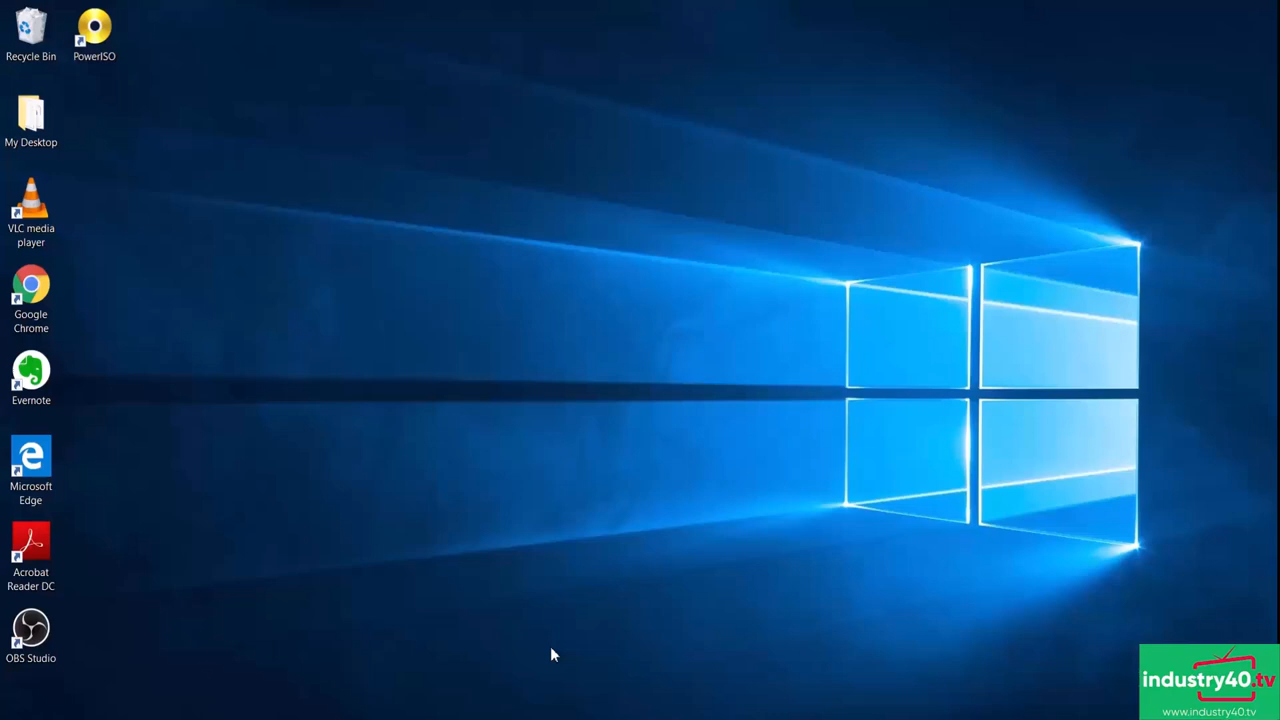 Recycle Bin
PowerISO
My Desktop
VLC media
player
Google
Chrome
Evernote
Microsoft
Edge
Acrobat
Reader DC
OBS Studio
industry40.tv
www.industry40.tv